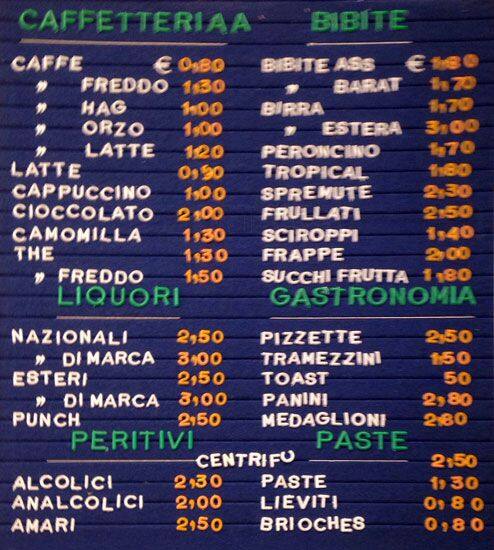 CAFFETTERIAA
CAFFE € 0,80
" FREDDO 1,30
" HAG 1,00
" ORZO 1,00
" LATTE 1,20
LATTE 0,90
CAPPUCCINO 1,00
CIOCCOLATO 2,00
CAMOMILLA 1,30
THE 1,30
" FREDDO 1,50
LIQUORI
NAZIONALI 2,50
" DI MARCA 3,00
ESTERI 2,50
" DI MARCA 3,00
PUNCH 2,50
PERITIVI
ALCOLICI 2,30
ANALCOLICI 2,00
AMARI 2,50
BIBITE
BIBITE ASS € 1,80
" BARAT 1,70
BIRRA 1,70
" ESTERA 3,00
PERONCINO 1,70
TROPICAL 1,80
SPREMUTE 2,30
FRULLATI 2,50
SCIROPPI 1,40
FRAPPE 2,00
SUCCHI FRUTTA 1,80
GASTRONOMIA
PIZZETTE 2,50
TRAMEZZINI 1,50
TOAST 50
PANINI 2,80
MEDAGLIONI 2,80
PASTE
CENTRIFU 2,50
PASTE 1,30
LIEVITI 0,80
BRIOCHES 0,80